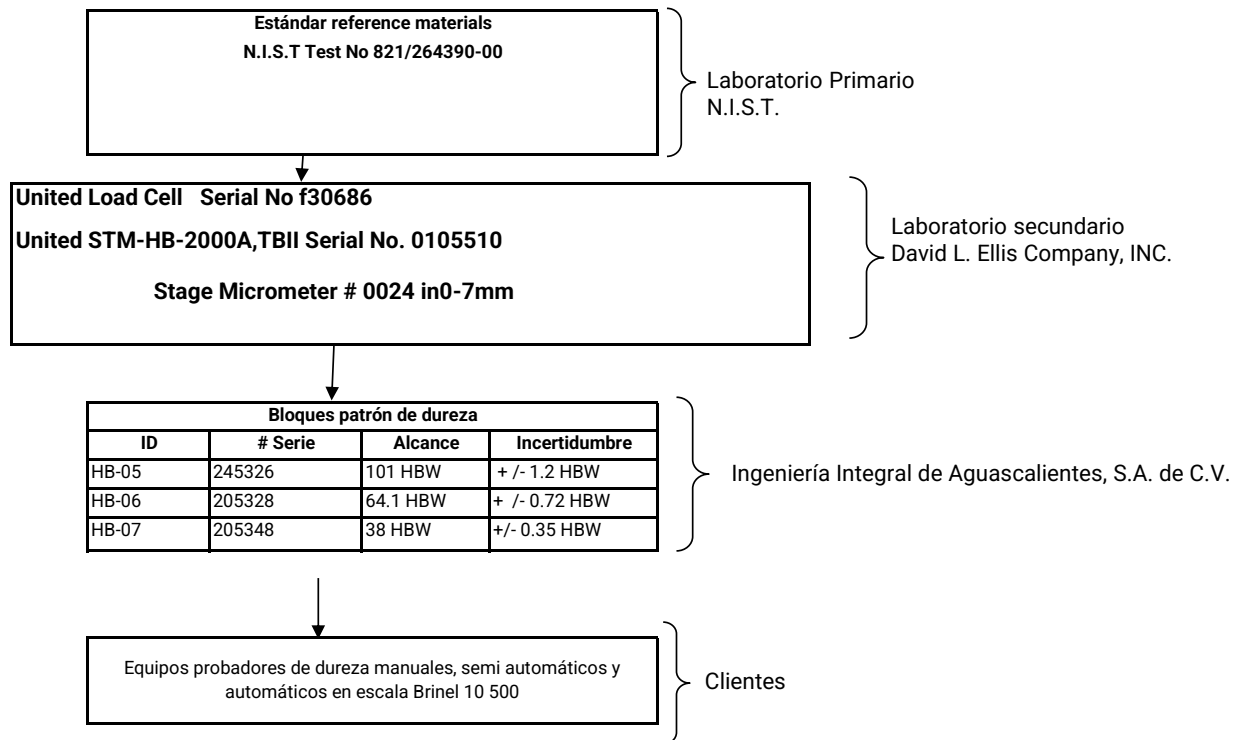 Estándar reference materials
N.I.S.T Test No 821/264390-00
Laboratorio Primario
N.I.S.T.
United Load Cell Serial No f30686
United STM-HB-2000A,TBII Serial No. 0105510
Stage Micrometer # 0024 in0-7mm
Laboratorio secundario
David L. Ellis Company, INC.
Bloques patrón de dureza
ID # Serie Alcance Incertidumbre
HB-05 245326 101 HBW + /- 1.2 HBW
HB-06 205328 64.1 HBW + /- 0.72 HBW
HB-07 205348 38 HBW +/- 0.35 HBW
Ingeniería Integral de Aguascalientes, S.A. de C.V.
Equipos probadores de dureza manuales, semi automáticos y
automáticos en escala Brinel 10 500
Clientes